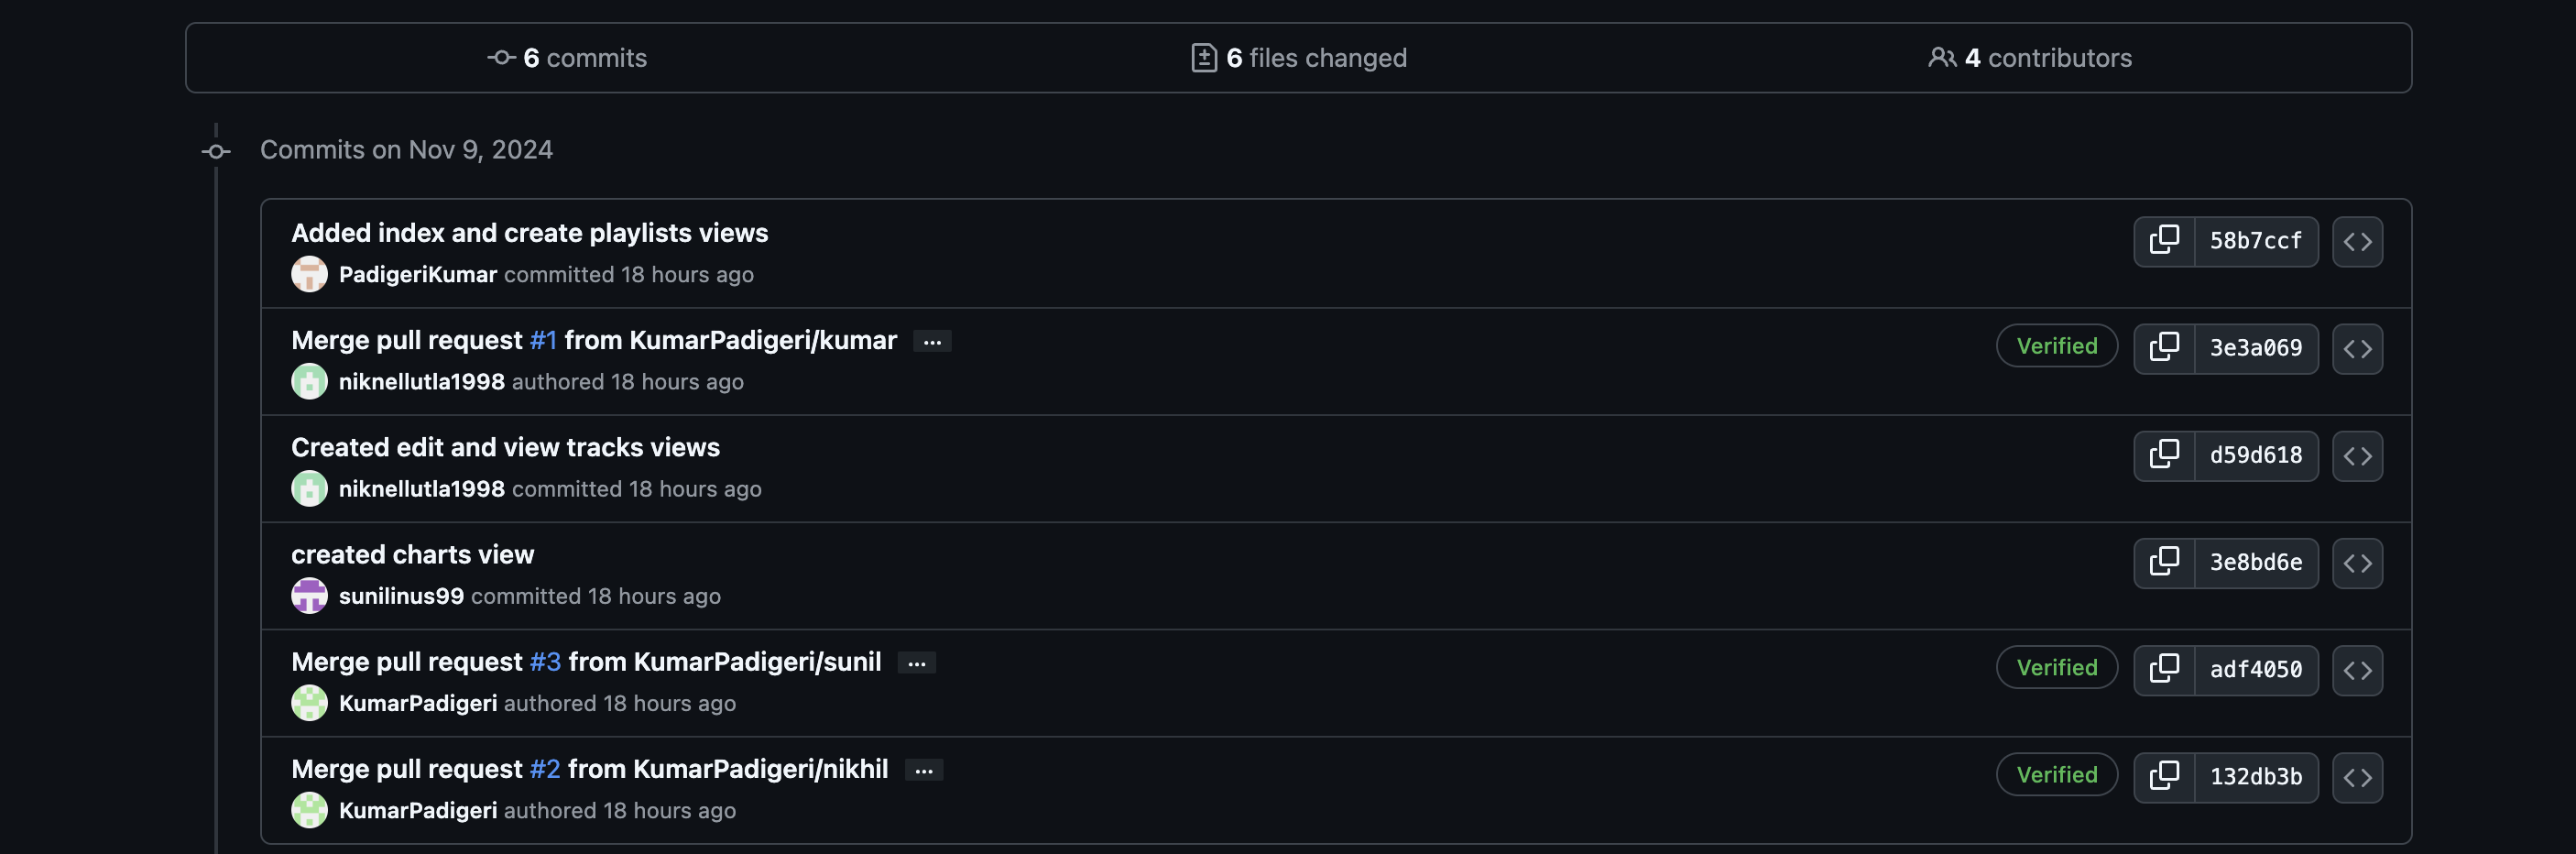 6 commits
6 files changed
4 contributors
Commits on Nov 9, 2024
Added index and create playlists views
58b7ccf
PadigeriKumar committed 18 hours ago
Merge pull request #1 from KumarPadigeri/kumar ...
Verified
3e3a069
niknellutla1998 authored 18 hours ago
Created edit and view tracks views
d59d618
niknellutla1998 committed 18 hours ago
created charts view
3e8bd6e
sunilinus99 committed 18 hours ago
Merge pull request #3 from KumarPadigeri/sunil ...
Verified
adf4050
KumarPadigeri authored 18 hours ago
Merge pull request #2 from KumarPadigeri/nikhil ...
Verified
132db3b
KumarPadigeri authored 18 hours ago